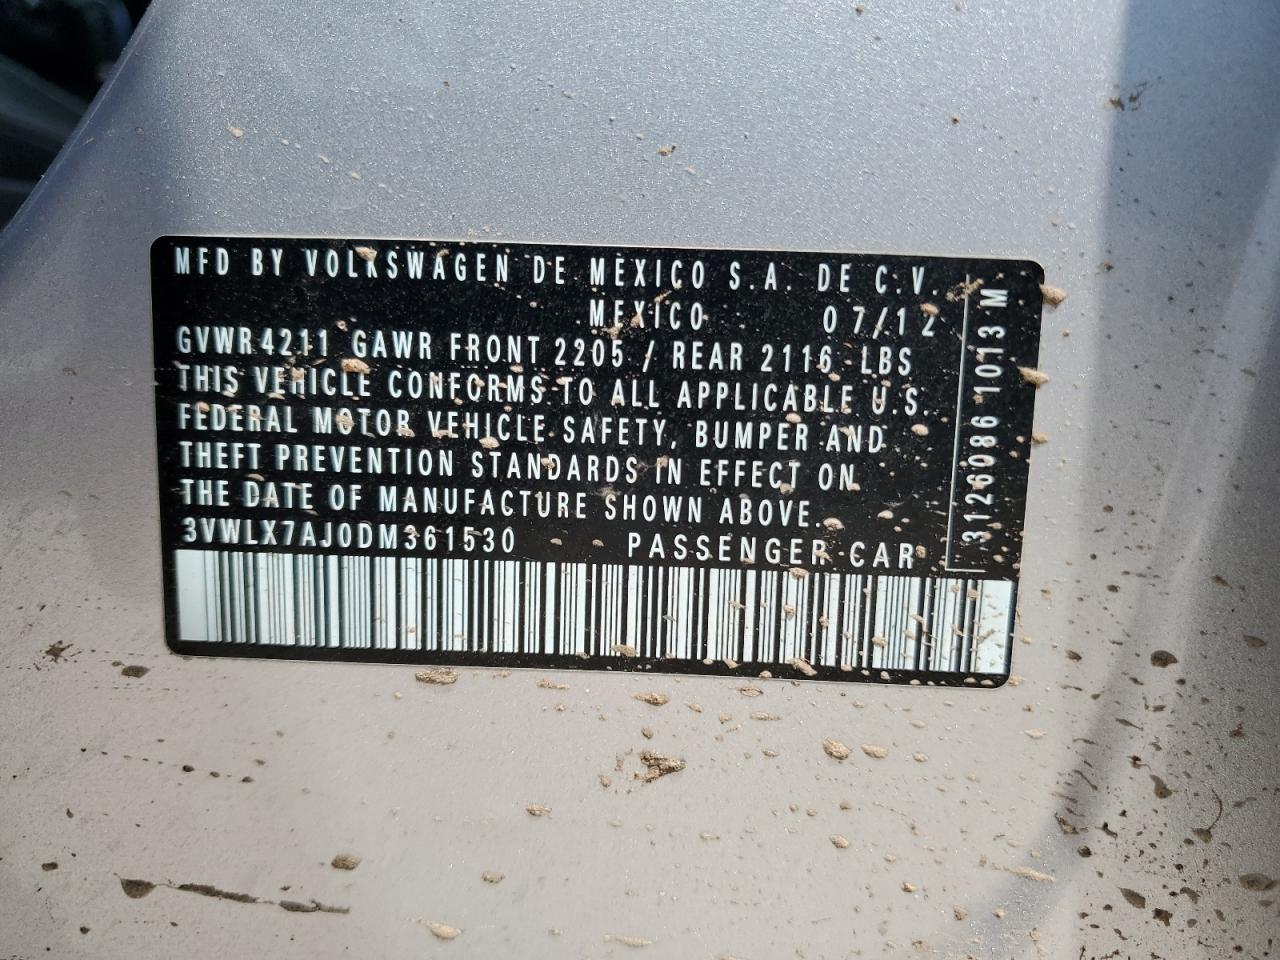 MFD BY VOLKSWAGEN DE MEXICO S.A. DE C.V.
MEXICO 07/12
GVWR 4211 GAWR FRONT 2205 / REAR 2116 LBS
THIS VEHICLE CONFORMS TO ALL APPLICABLE U.S.
FEDERAL MOTOR VEHICLE SAFETY, BUMPER AND
THEFT PREVENTION STANDARDS IN EFFECT ON
THE DATE OF MANUFACTURE SHOWN ABOVE.
3VWLX7AJ0DM361530 PASSENGER CAR
3126086 1013 M